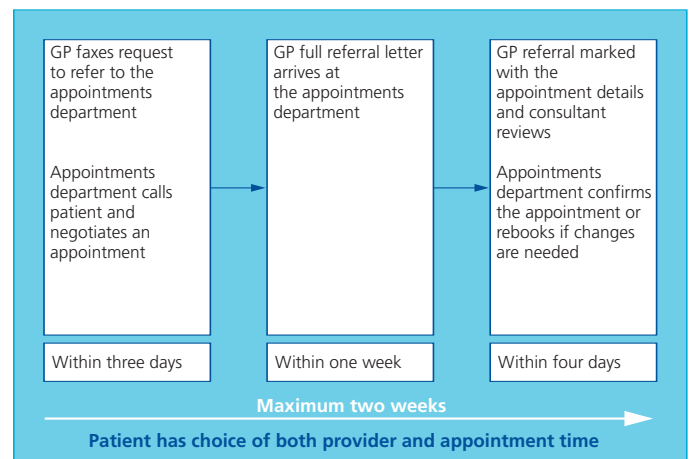 GP faxes request
to refer to the
appointments
department
Appointments
department calls
patient and
negotiates an
appointment
Within three days
GP full referral letter
arrives at
the appointments
department
Within one week
GP referral marked
with the
appointment details
and consultant
reviews
Appointments
department confirms
the appointment or
rebooks if changes
are needed
Within four days
Maximum two weeks
Patient has choice of both provider and appointment time